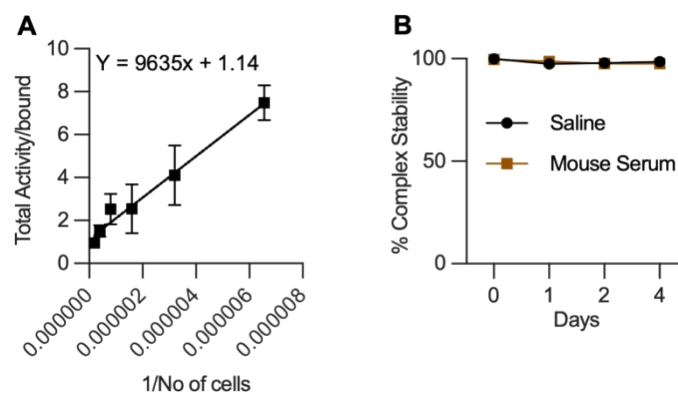 A
Y = 9635x + 1.14
Total Activity/bound
10
8
6
4
2
0
0.000000
0.000002
0.000004
0.000006
0.000008
1/No of cells
B
% Complex Stability
100
50
0
Saline
Mouse Serum
0 1 2 4
Days